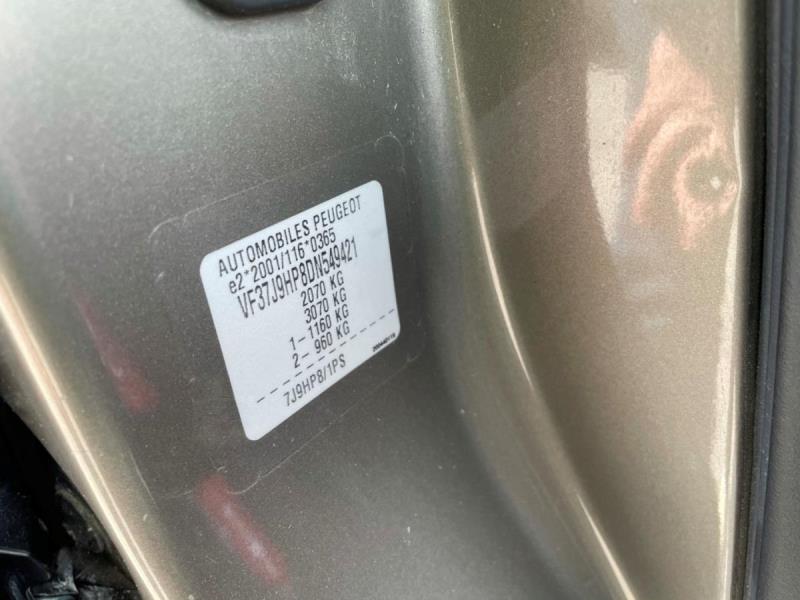 AUTOMOBILES PEUGEOT
e2*2001/116*0365
VF37J9HP8DN549421
2070 KG
3070 KG
1-1160 KG
2- 960 KG
7J9HP8/1PS